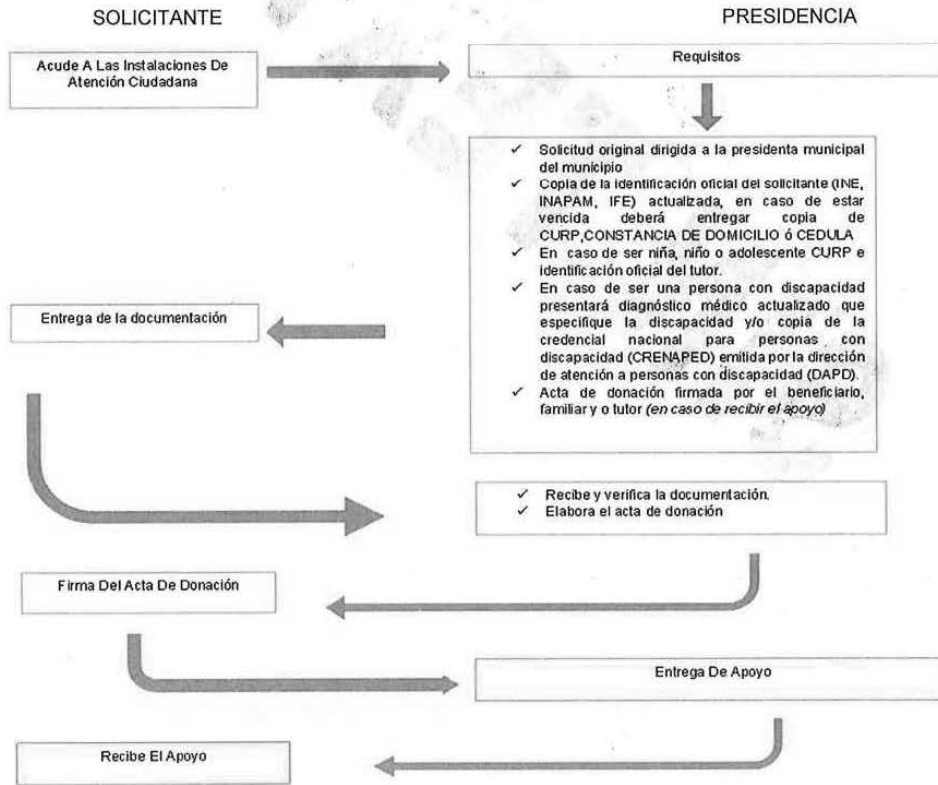 SOLICITANTE
PRESIDENCIA
Acude A Las Instalaciones De
Atención Ciudadana
Requisitos
✓ Solicitud original dirigida a la presidenta municipal
del municipio
✓ Copia de la identificación oficial del solicitante (INE,
INAPAM, IFE) actualizada, en caso de estar
vencida deberá entregar copia de
CURP,CONSTANCIA DE DOMICILIO ó CEDULA
✓ En caso de ser niña, niño o adolescente CURP e
identificación oficial del tutor.
✓ En caso de ser una persona con discapacidad
presentará diagnóstico médico actualizado que
especifique la discapacidad y/o copia de la
credencial nacional para personas con
discapacidad (CRENAPED) emitida por la dirección
de atención a personas con discapacidad (DAPD).
✓ Acta de donación firmada por el beneficiario,
familiar y o tutor (en caso de recibir el apoyo)
Entrega de la documentación
✓ Recibe y verifica la documentación.
✓ Elabora el acta de donación
Firma Del Acta De Donación
Entrega De Apoyo
Recibe El Apoyo